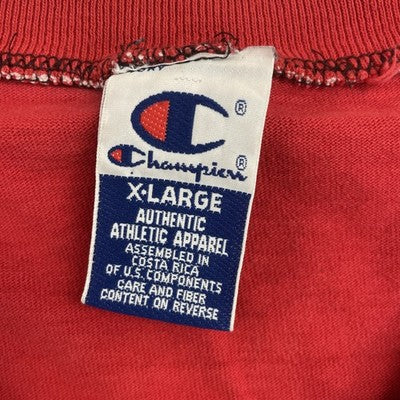 ®
Champion®
X-LARGE
AUTHENTIC
ATHLETIC APPAREL
ASSEMBLED IN
COSTA RICA
OF U.S. COMPONENTS
CARE AND FIBER
CONTENT ON REVERSE